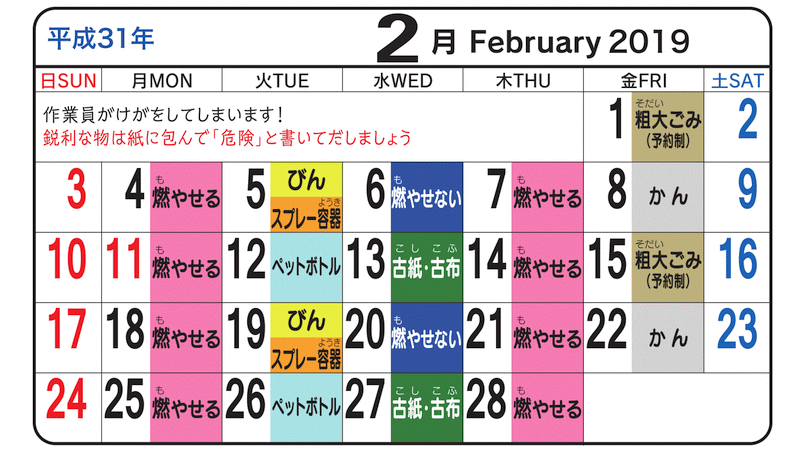 平成31年 2月 February 2019
日SUN 月MON 火TUE 水WED 木THU 金FRI 土SAT
作業員がけがをしてしまいます！
鋭利な物は紙に包んで「危険」と書いてだしましょう
1 粗大ごみ そだい (予約制) 2
3 4 燃やせる も 5 びん スプレー容器 ようき 6 燃やせない も 7 燃やせる も 8 かん 9
10 11 燃やせる も 12 ペットボトル 13 古紙・古布 こし こふ 14 燃やせる も 15 粗大ごみ そだい (予約制) 16
17 18 燃やせる も 19 びん スプレー容器 ようき 20 燃やせない も 21 燃やせる も 22 かん 23
24 25 燃やせる も 26 ペットボトル 27 古紙・古布 こし こふ 28 燃やせる も